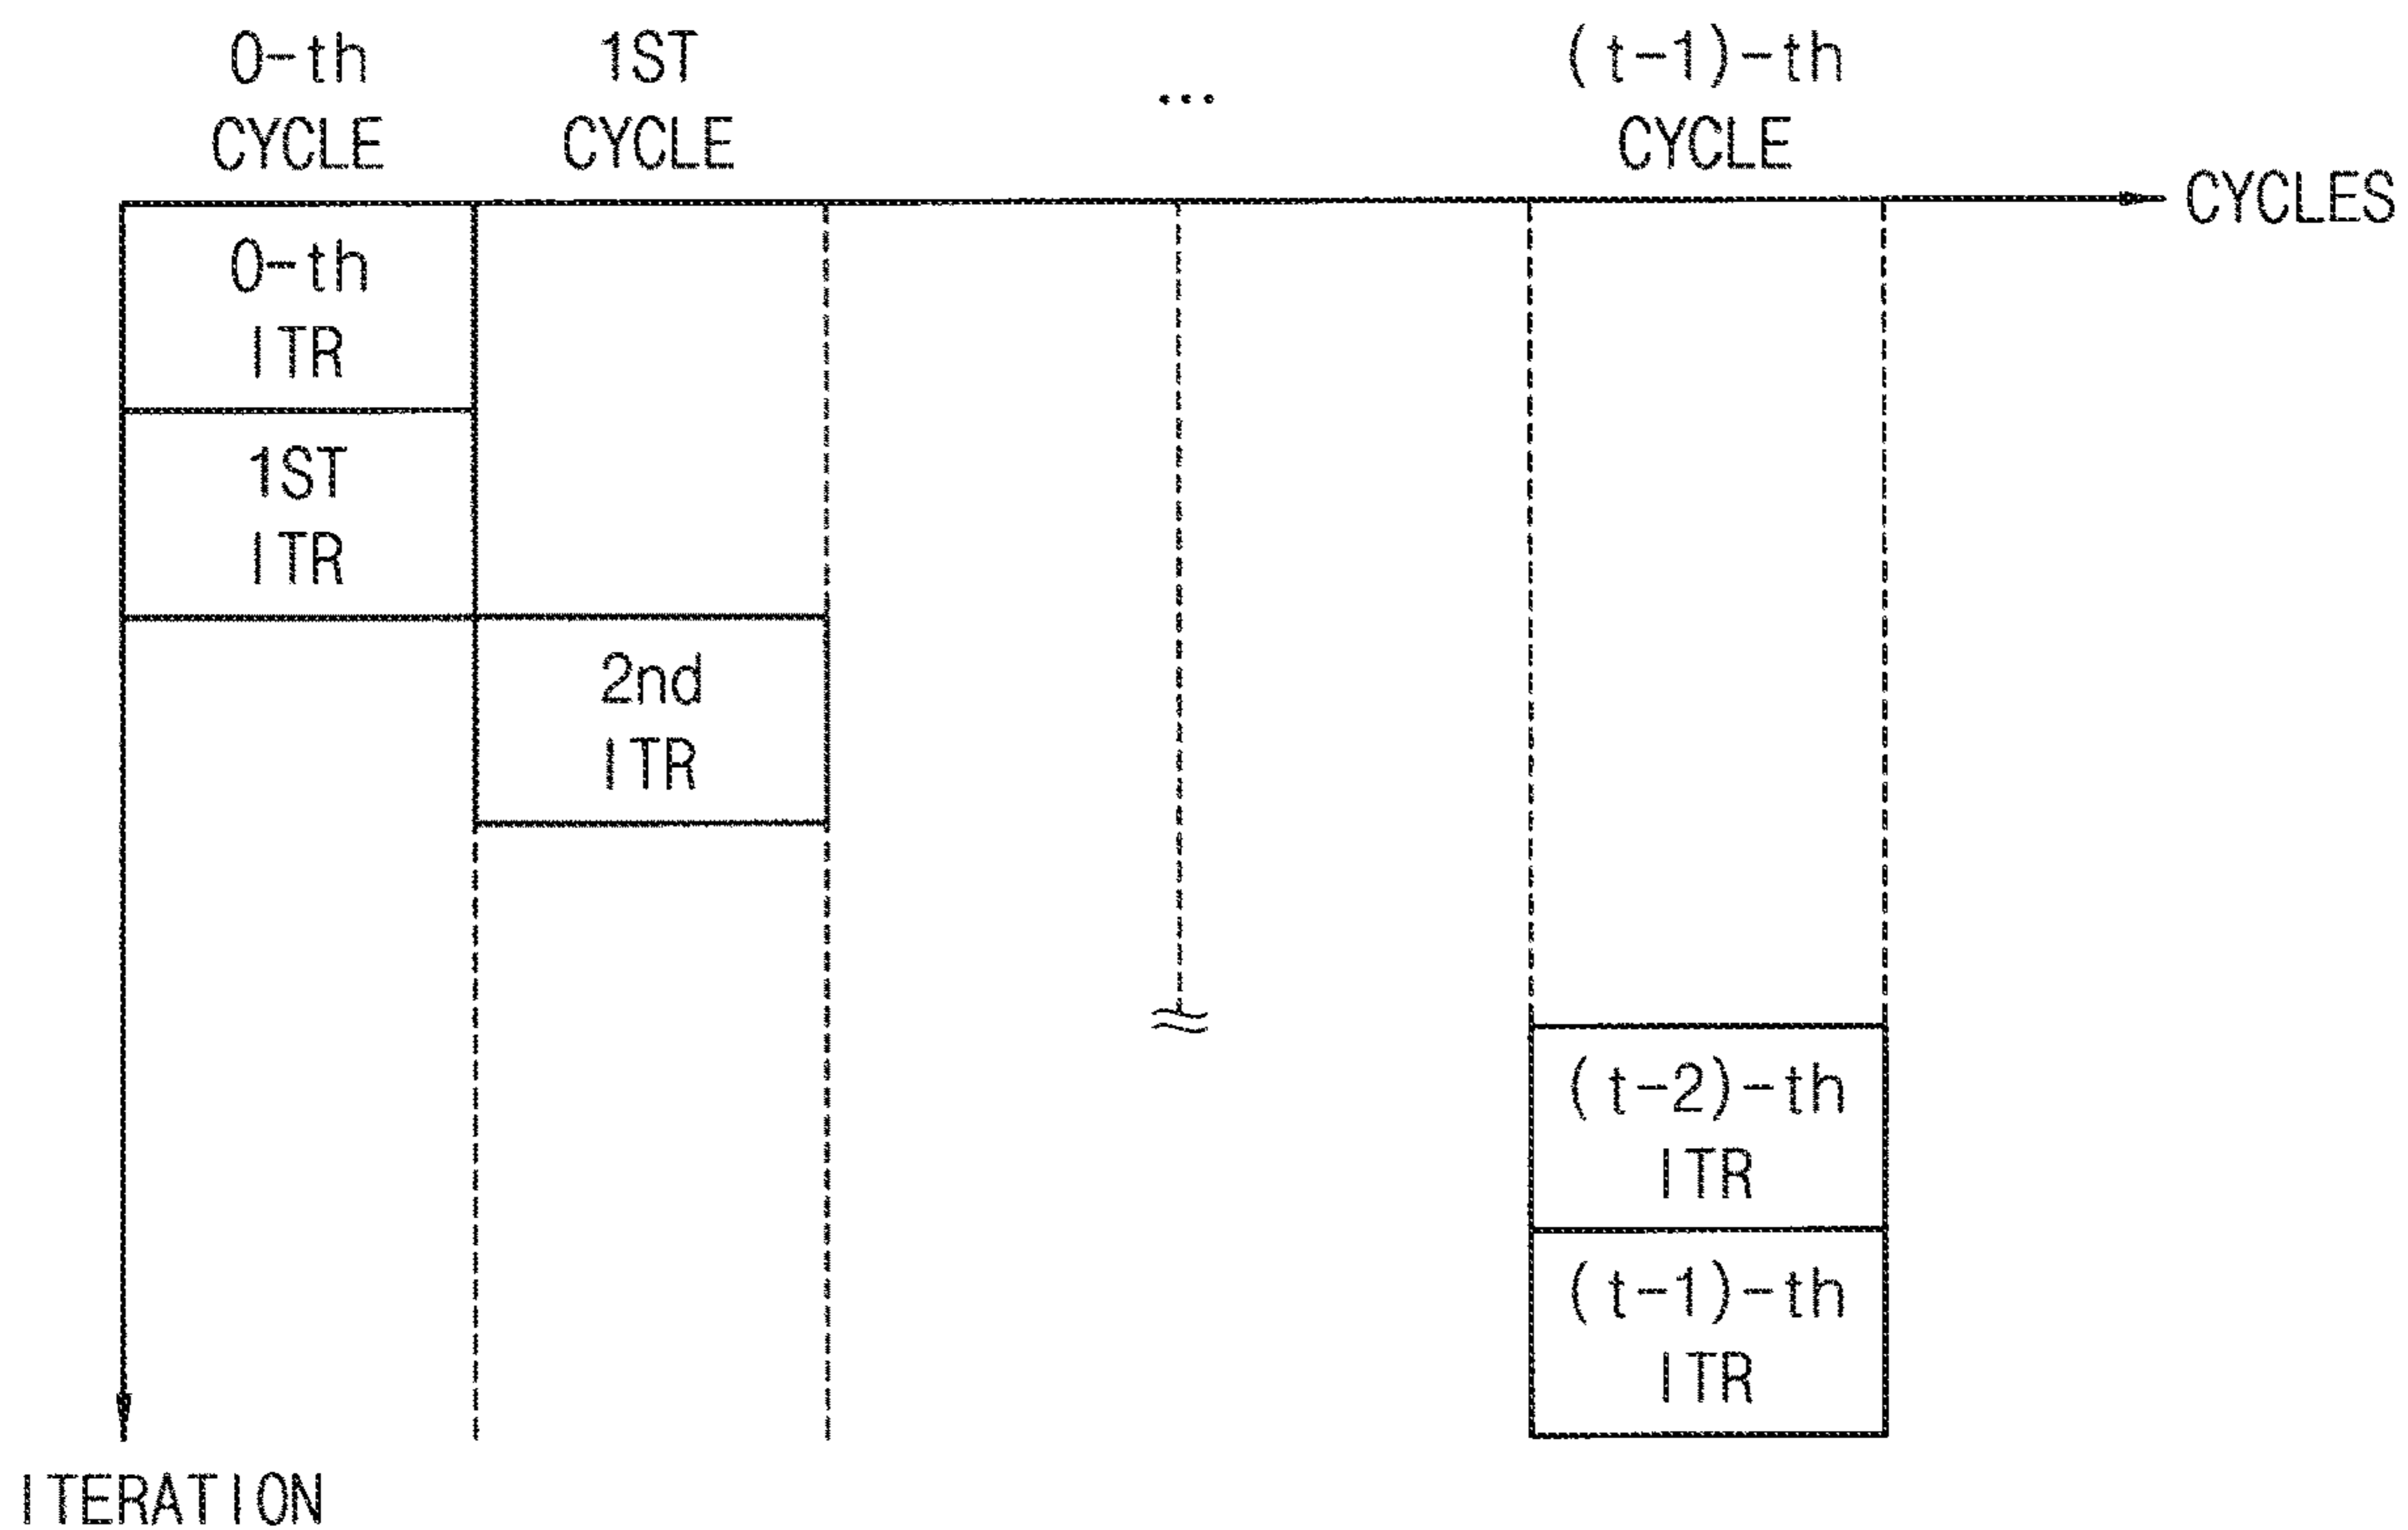 0-th
CYCLE
1ST
CYCLE
...
(t-1)-th
CYCLE
CYCLES
0-th
ITR
1ST
ITR
2nd
ITR
(t-2)-th
ITR
(t-1)-th
ITR
ITERATION